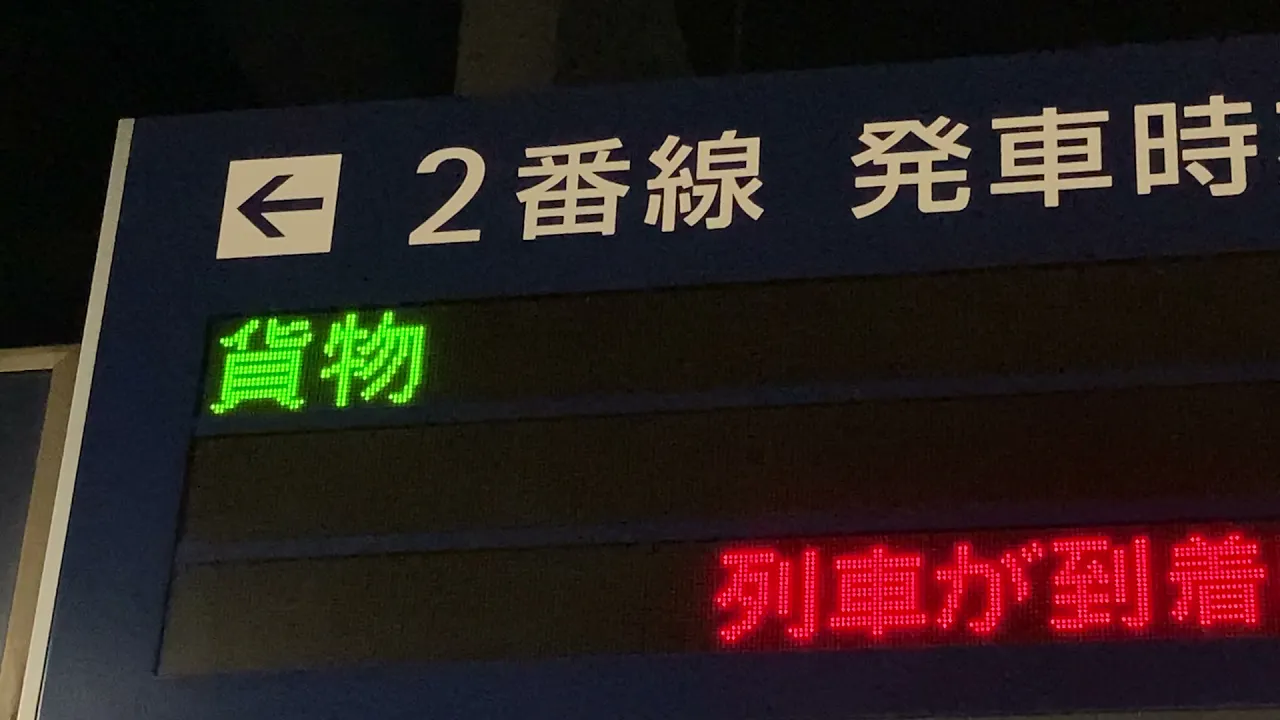 ← 2番線 発車時
貨物
列車が到着